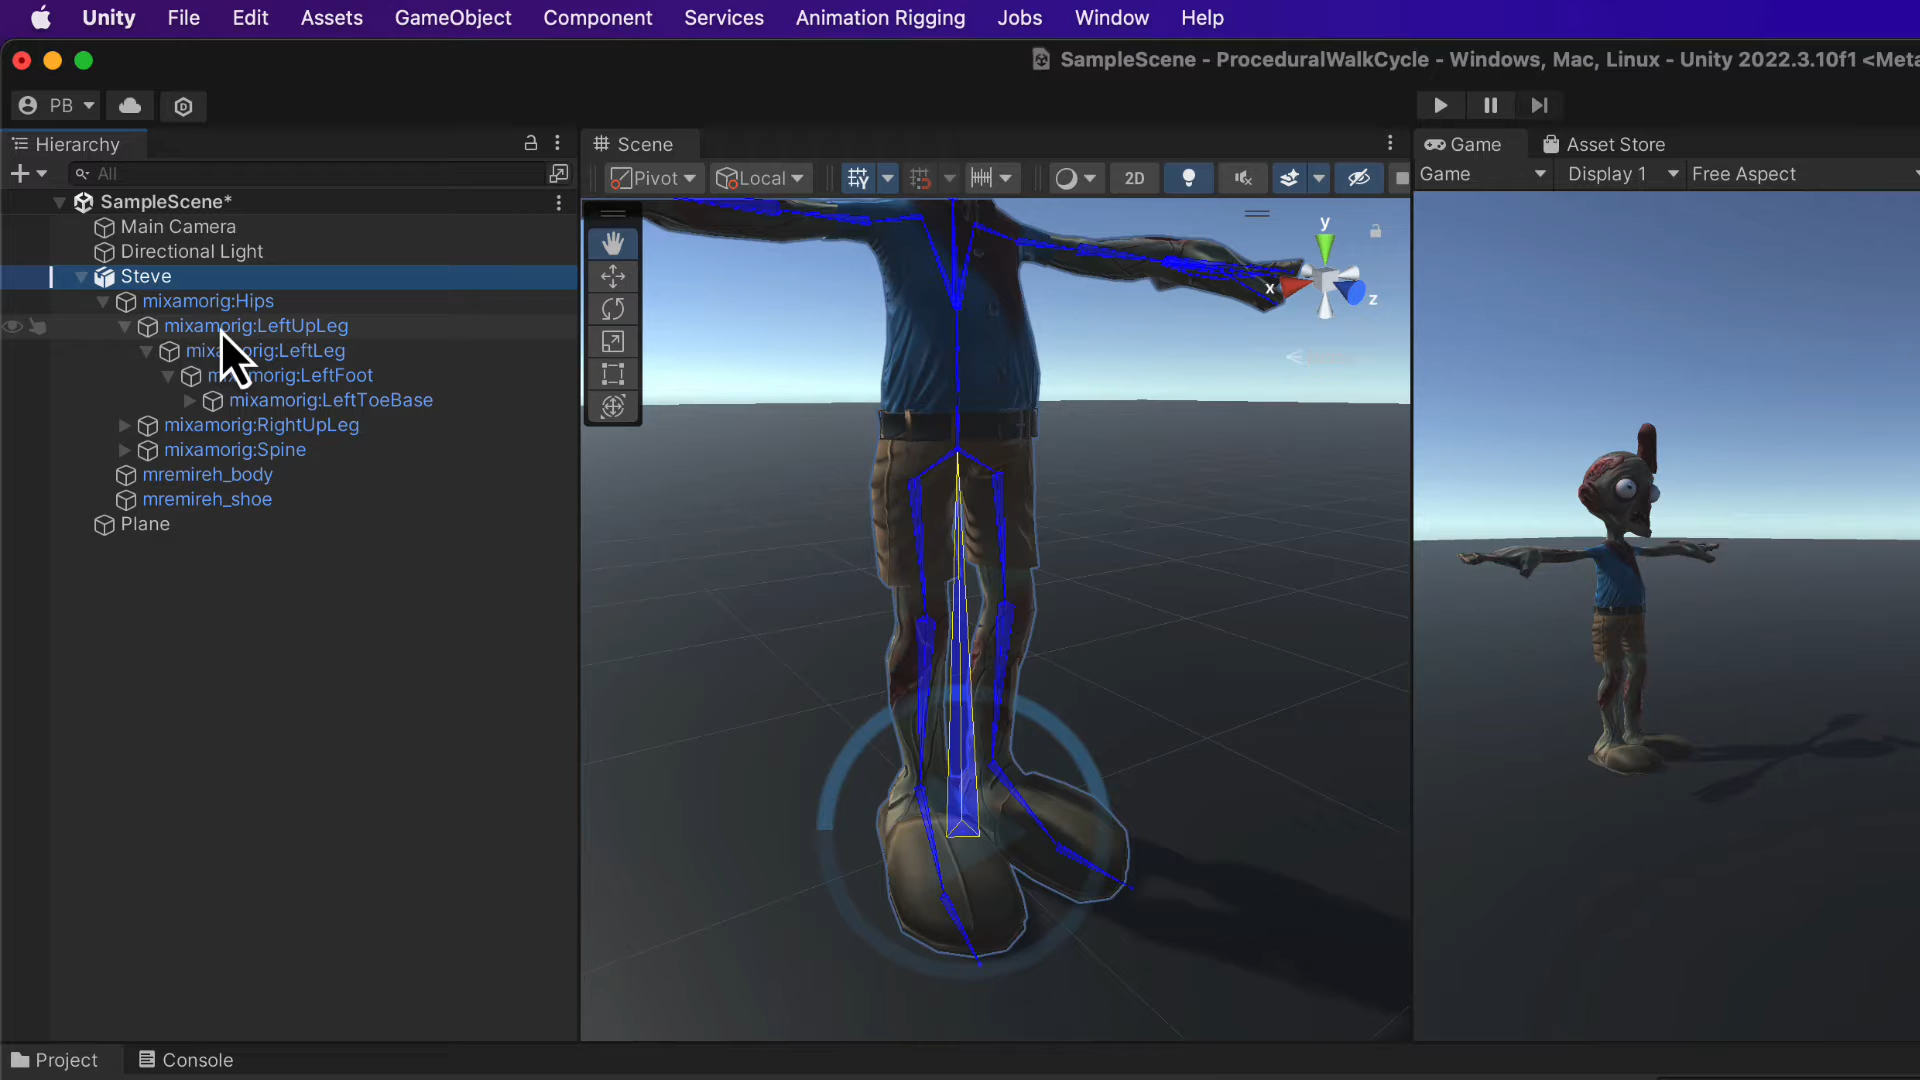 Unity File Edit Assets GameObject Component Services Animation Rigging Jobs Window Help
SampleScene - ProceduralWalkCycle - Windows, Mac, Linux - Unity 2022.3.10f1 <Meta
PB
Hierarchy
All
SampleScene*
Main Camera
Directional Light
Steve
mixamorig:Hips
mixamorig:LeftUpLeg
mixamorig:LeftLeg
mixamorig:LeftFoot
mixamorig:LeftToeBase
mixamorig:RightUpLeg
mixamorig:Spine
mremireh_body
mremireh_shoe
Plane
Scene
Pivot Local 2D
y
x
z
Game Asset Store
Game Display 1 Free Aspect
Project Console